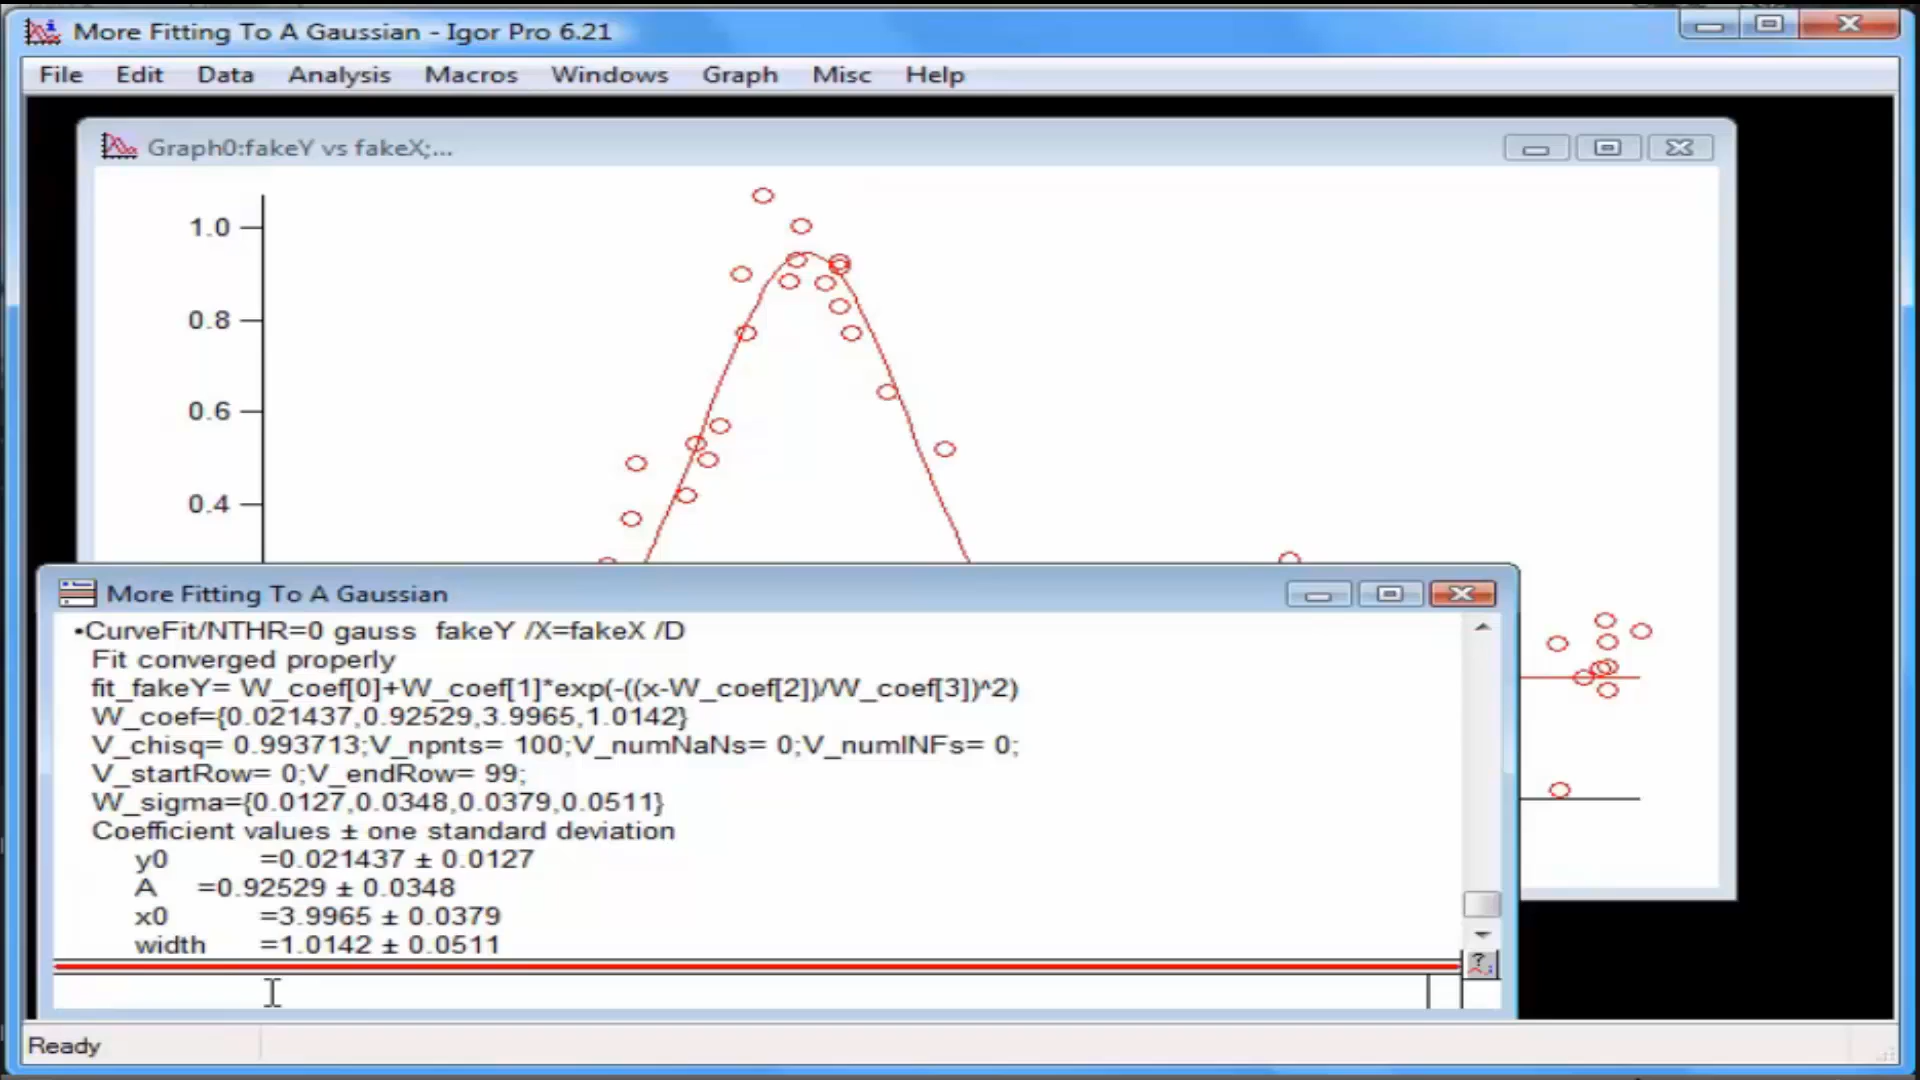 More Fitting To A Gaussian - Igor Pro 6.21
File Edit Data Analysis Macros Windows Graph Misc Help
Graph0:fakeY vs fakeX;...
1.0
0.8
0.6
0.4
More Fitting To A Gaussian
•CurveFit/NTHR=0 gauss fakeY /X=fakeX /D
Fit converged properly
fit_fakeY= W_coef[0]+W_coef[1]*exp(-((x-W_coef[2])/W_coef[3])^2)
W_coef={0.021437,0.92529,3.9965,1.0142}
V_chisq= 0.993713;V_npnts= 100;V_numNaNs= 0;V_numINFs= 0;
V_startRow= 0;V_endRow= 99;
W_sigma={0.0127,0.0348,0.0379,0.0511}
Coefficient values ± one standard deviation
y0 =0.021437 ± 0.0127
A =0.92529 ± 0.0348
x0 =3.9965 ± 0.0379
width =1.0142 ± 0.0511
Ready